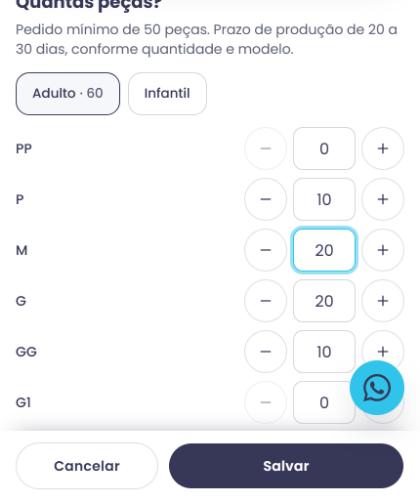 Quantas peças?
Pedido mínimo de 50 peças. Prazo de produção de 20 a
30 dias, conforme quantidade e modelo.
Adulto · 60 Infantil
PP − 0 +
P − 10 +
M − 20 +
G − 20 +
GG − 10 +
G1 − 0
Cancelar Salvar